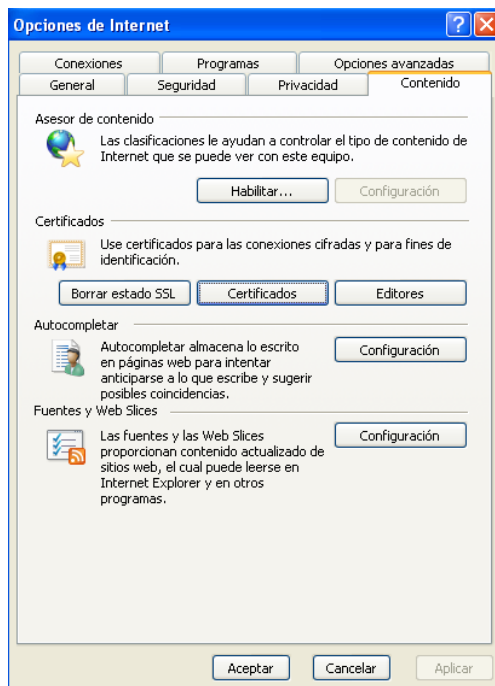 Opciones de Internet
Conexiones Programas Opciones avanzadas
General Seguridad Privacidad Contenido
Asesor de contenido
Las clasificaciones le ayudan a controlar el tipo de contenido de
Internet que se puede ver con este equipo.
Habilitar... Configuración
Certificados
Use certificados para las conexiones cifradas y para fines de
identificación.
Borrar estado SSL Certificados Editores
Autocompletar
Autocompletar almacena lo escrito
en páginas web para intentar
anticiparse a lo que escribe y sugerir
posibles coincidencias.
Configuración
Fuentes y Web Slices
Las fuentes y las Web Slices
proporcionan contenido actualizado de
sitios web, el cual puede leerse en
Internet Explorer y en otros
programas.
Configuración
Aceptar Cancelar Aplicar